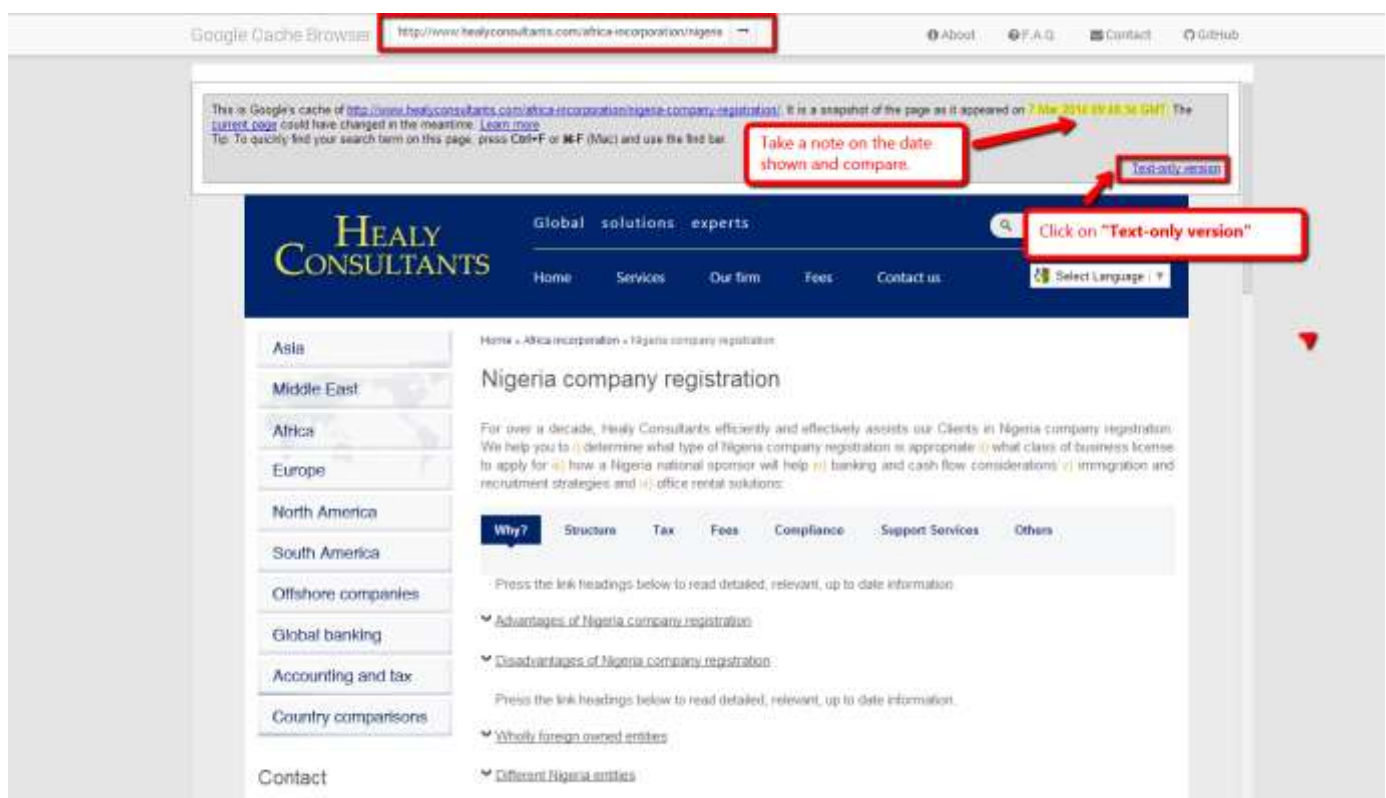 Google Cache Browser
http://www.healyconsultants.com/africa-incorporation/nigeria
About F.A.Q. Contact GitHub
This is Google's cache of http://www.healyconsultants.com/africa-incorporation/nigeria-company-registration/. It is a snapshot of the page as it appeared on 7 Mar GMT. The
current page could have changed in the meantime. Learn more
Tip: To quickly find your search term on this page, press Ctrl+F or ⌘-F (Mac) and use the find bar.
Take a note on the date
shown and compare.
Text-only version
Click on "Text-only version"
HEALY
CONSULTANTS
Global solutions experts
Home Services Our firm Fees Contact us
Select Language ▼
Asia
Middle East
Africa
Europe
North America
South America
Offshore companies
Global banking
Accounting and tax
Country comparisons
Contact
Home » Africa incorporation » Nigeria company registration
Nigeria company registration
For over a decade, Healy Consultants efficiently and effectively assists our Clients in Nigeria company registration.
We help you to i) determine what type of Nigeria company registration is appropriate ii) what class of business license
to apply for iii) how a Nigeria national sponsor will help iv) banking and cash flow considerations v) immigration and
recruitment strategies and vi) office rental solutions:
Why? Structure Tax Fees Compliance Support Services Others
Press the link headings below to read detailed, relevant, up to date information.
Advantages of Nigeria company registration
Disadvantages of Nigeria company registration
Press the link headings below to read detailed, relevant, up to date information.
Wholly foreign owned entities
Different Nigeria entities